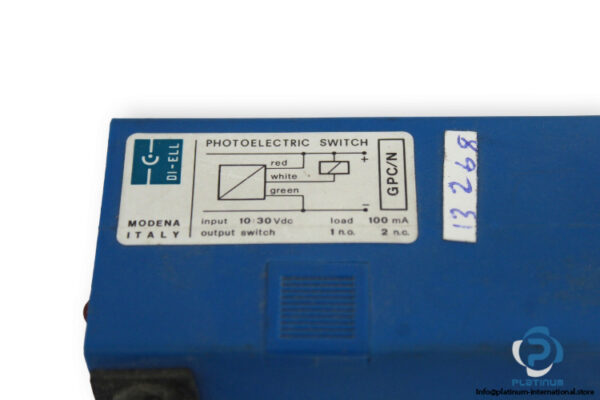 DI-ELL
MODENA
ITALY
PHOTOELECTRIC SWITCH
red
white
green
+
−
GPC/N
input 10÷30 Vdc load 100 mA
output switch 1 n.o. 2 n.c.
13268
PLATINUM
info@platinum-international.store